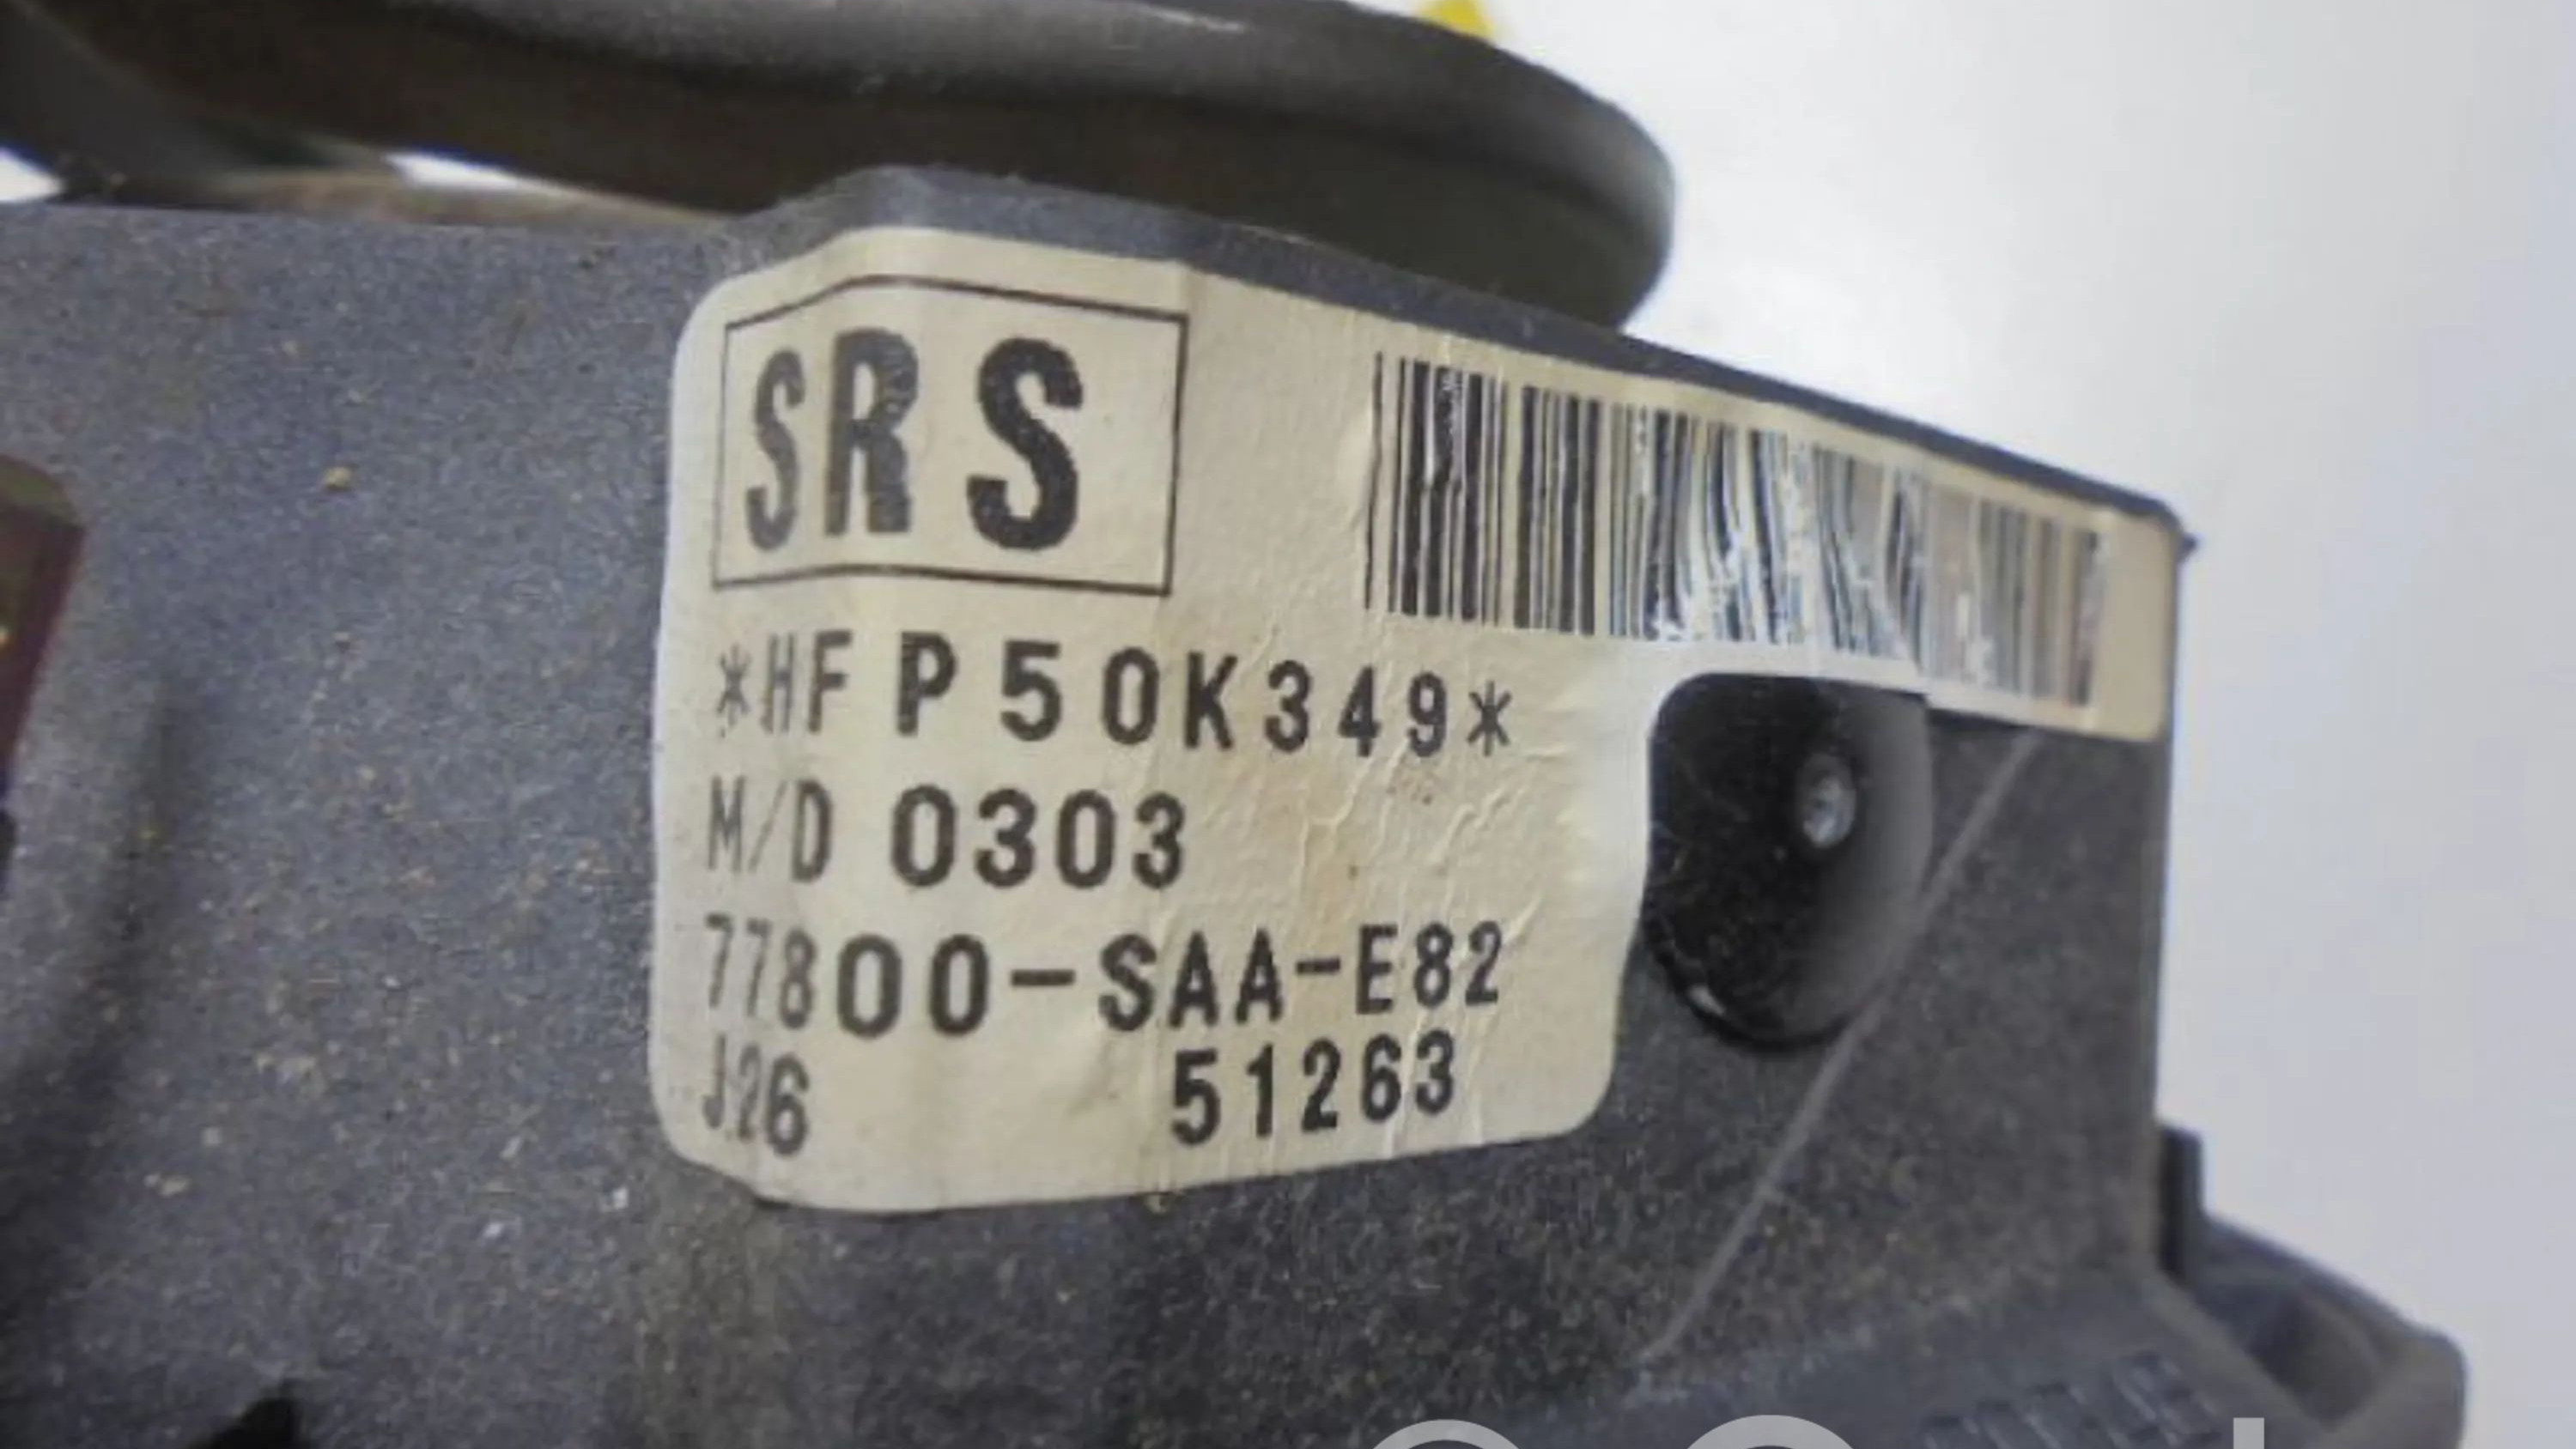 SRS
*HFP50K349*
M/D 0303
77800-SAA-E82
J26 51263